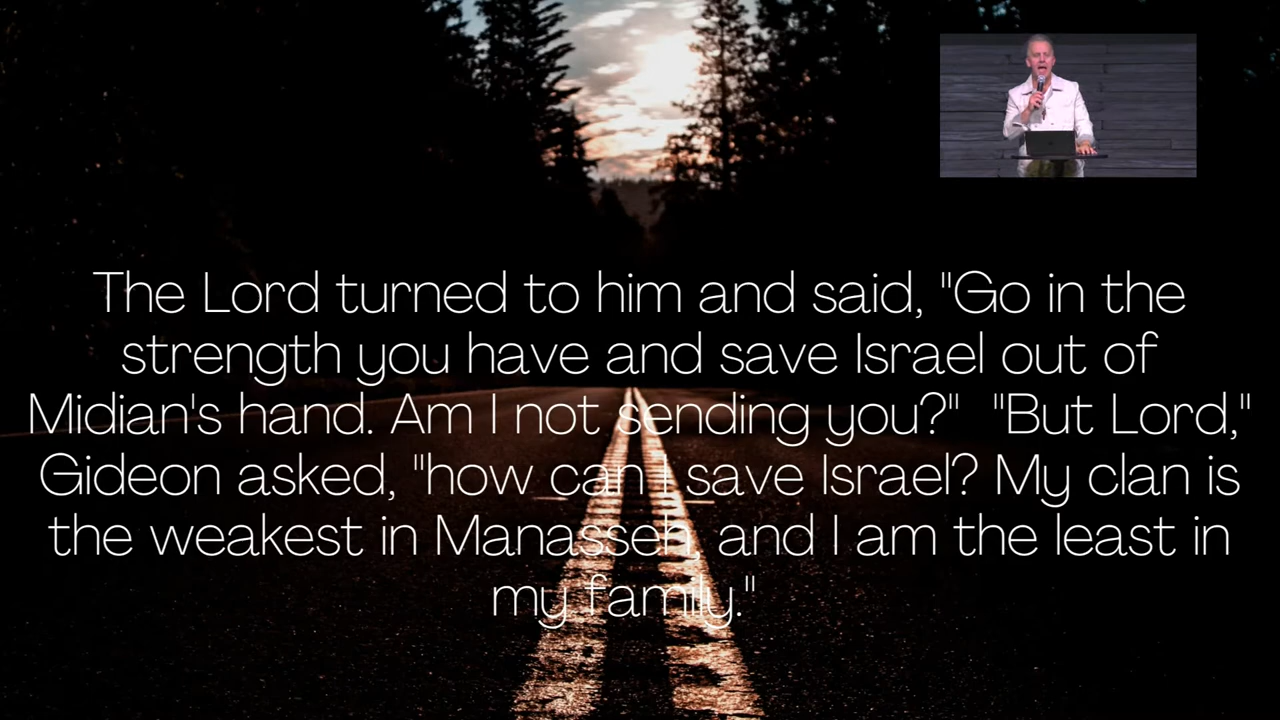 The Lord turned to him and said, "Go in the
strength you have and save Israel out of
Midian's hand. Am I not sending you?"  "But Lord,"
Gideon asked, "how can I save Israel? My clan is
the weakest in Manasseh, and I am the least in
my family."